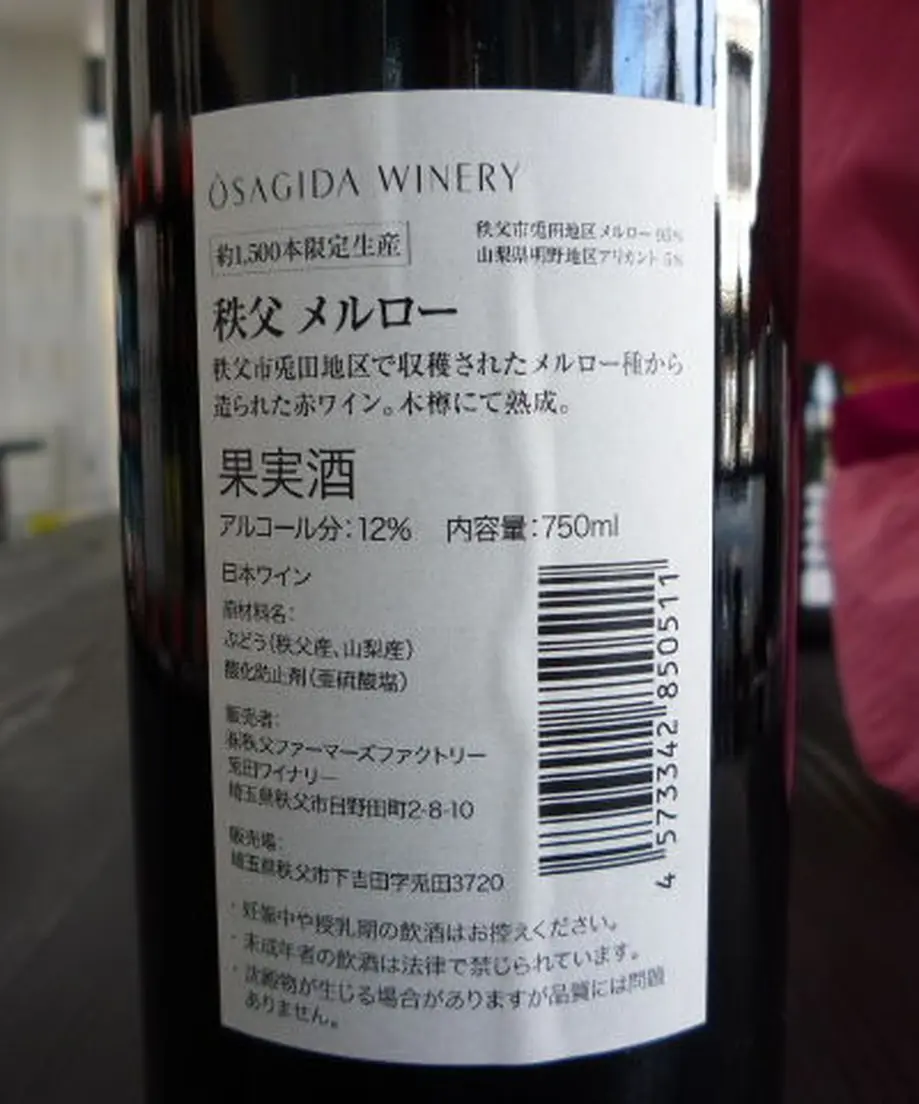 ÒSAGIDA WINERY
約1,500本限定生産
秩父市兎田地区メルロー 95%
山梨県明野地区アリカント 5%
秩父 メルロー
秩父市兎田地区で収穫されたメルロー種から
造られた赤ワイン。木樽にて熟成。
果実酒
アルコール分：12%　内容量：750ml
日本ワイン
原材料名：
ぶどう（秩父産、山梨産）
酸化防止剤（亜硫酸塩）
販売者：
㈲秩父ファーマーズファクトリー
兎田ワイナリー
埼玉県秩父市日野田町2-8-10
販売場：
埼玉県秩父市下吉田字兎田3720
・妊娠中や授乳期の飲酒はお控えください。
・未成年者の飲酒は法律で禁じられています。
・沈殿物が生じる場合がありますが品質には問題
ありません。
4 573342 850511